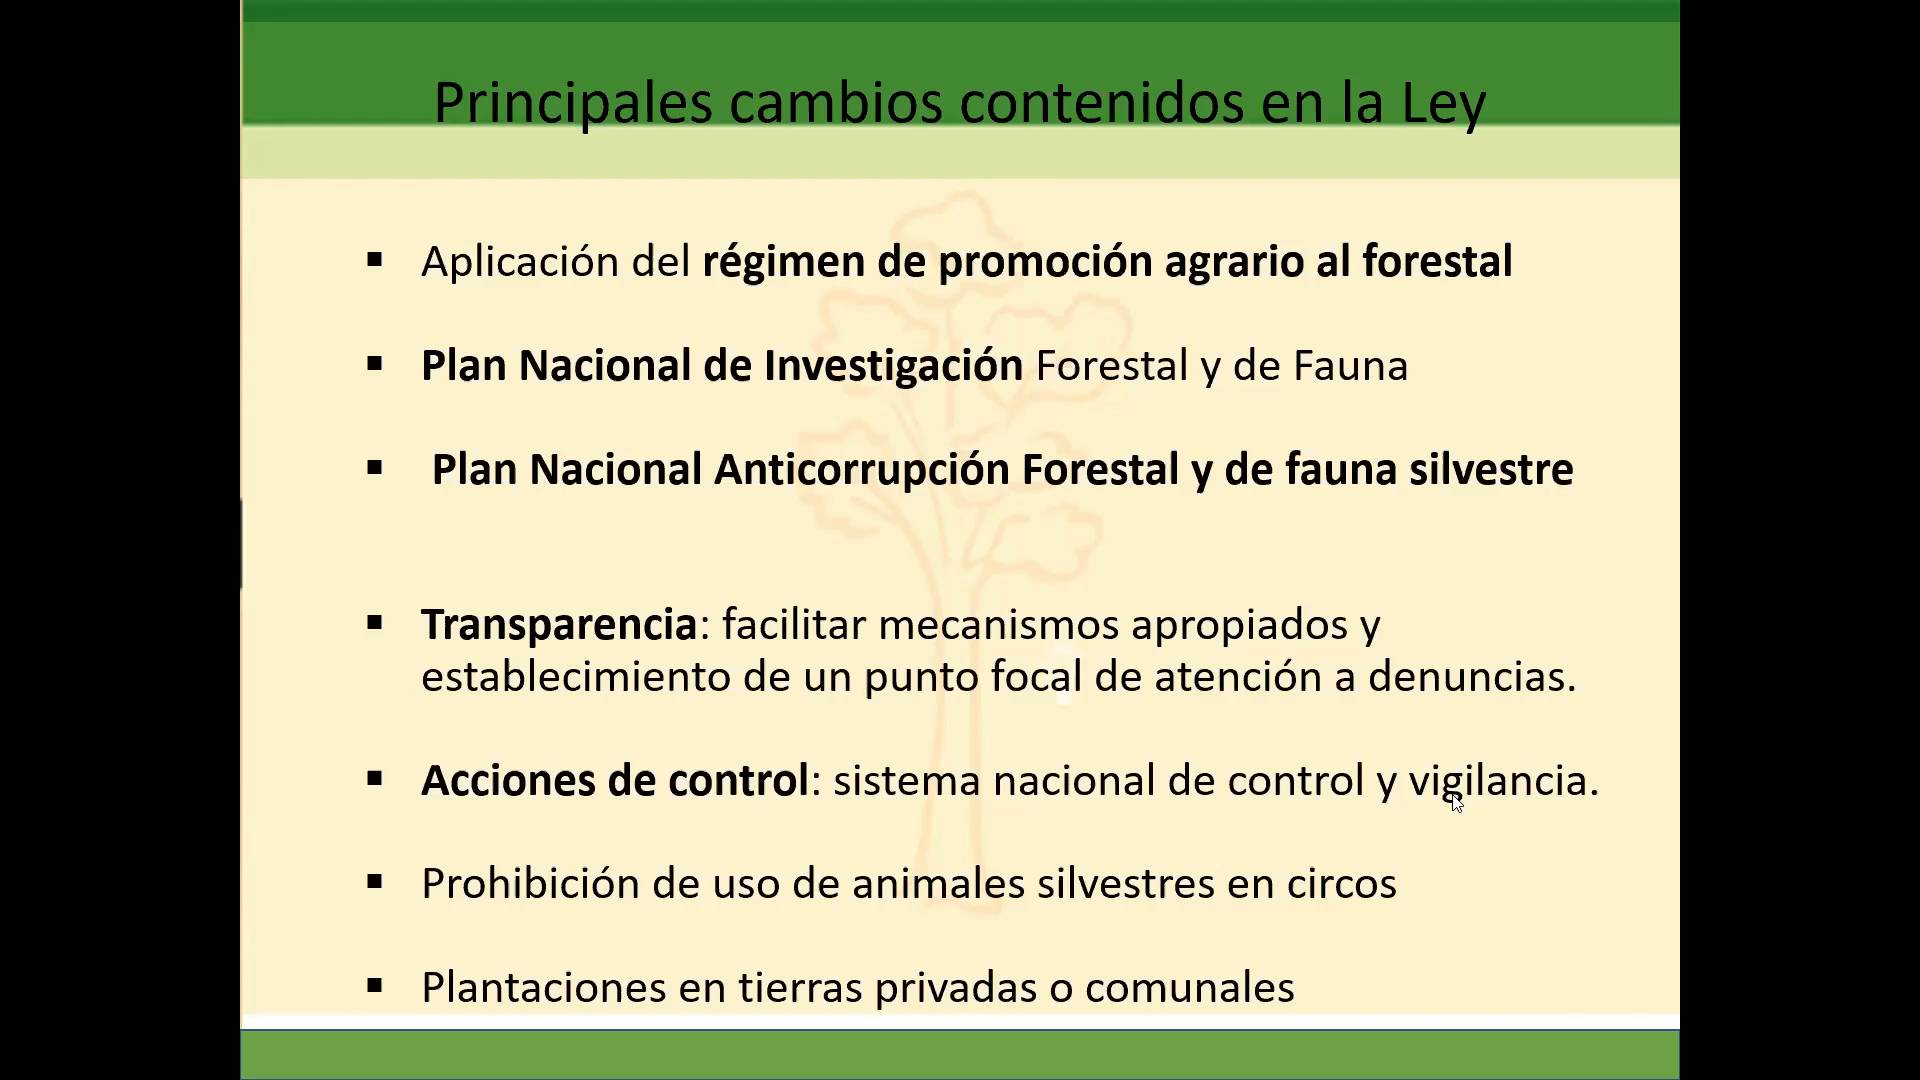 Principales cambios contenidos en la Ley
▪ Aplicación del régimen de promoción agrario al forestal
▪ Plan Nacional de Investigación Forestal y de Fauna
▪ Plan Nacional Anticorrupción Forestal y de fauna silvestre
▪ Transparencia: facilitar mecanismos apropiados y
establecimiento de un punto focal de atención a denuncias.
▪ Acciones de control: sistema nacional de control y vigilancia.
▪ Prohibición de uso de animales silvestres en circos
▪ Plantaciones en tierras privadas o comunales